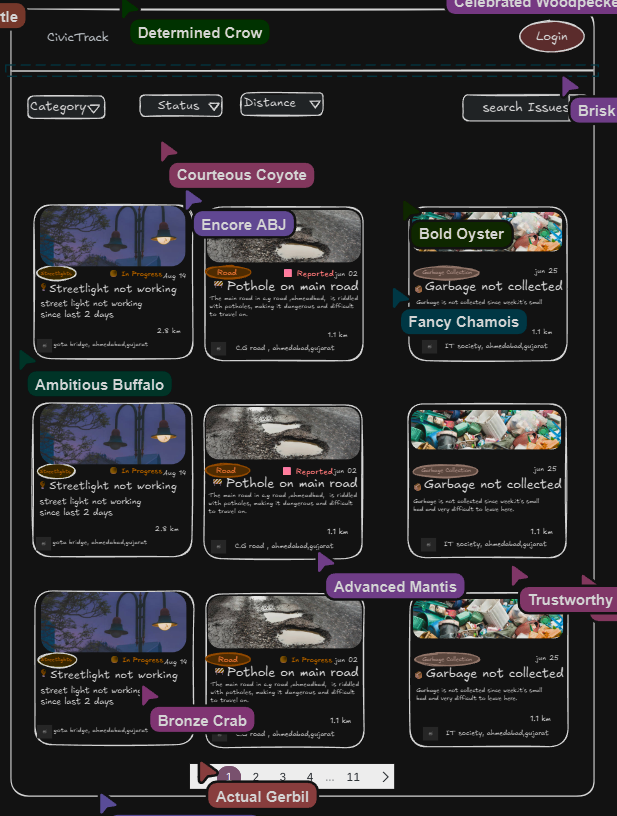 tle
Celebrated Woodpecke
Determined Crow
CivicTrack
Login
Brisk
Category
Status
Distance
search Issues
Courteous Coyote
Encore ABJ
Bold Oyster
Streetlights
In Progress
Aug 14
Streetlight not working
street light not working
since last 2 days
2.8 km
gota bridge, ahmedabad,gujarat
Road
Reported
jun 02
Pothole on main road
The main road in c.g road ,ahmeadbad, is riddled
with potholes, making it dangerous and difficult
to travel on.
1.1 km
C.G road , ahmedabad,gujarat
Garbage Collection
jun 25
Garbage not collected
Garbage is not collected since week.it's small
Fancy Chamois
1.1 km
IT society, ahmedabad,gujarat
Ambitious Buffalo
Streetlights
In Progress
Aug 14
Streetlight not working
street light not working
since last 2 days
2.8 km
gota bridge, ahmedabad,gujarat
Road
Reported
jun 02
Pothole on main road
The main road in c.g road ,ahmeadbad, is riddled
with potholes, making it dangerous and difficult
to travel on.
1.1 km
C.G road , ahmedabad,gujarat
Garbage Collection
jun 25
Garbage not collected
Garbage is not collected since week.it's small
bad and very difficult to leave here.
1.1 km
IT society, ahmedabad,gujarat
Advanced Mantis
Trustworthy
Streetlights
In Progress
Aug 14
Streetlight not working
street light not working
since last 2 days
gota bridge, ahmedabad,gujarat
Road
In Progress
jun 02
Pothole on main road
The main road in c.g road ,ahmeadbad, is riddled
with potholes, making it dangerous and difficult
to travel on.
1.1 km
road , ahmedabad,gujarat
Garbage Collection
jun 25
Garbage not collected
Garbage is not collected since week.it's small
bad and very difficult to leave here.
1.1 km
IT society, ahmedabad,gujarat
Bronze Crab
1 2 3 4 ... 11
Actual Gerbil